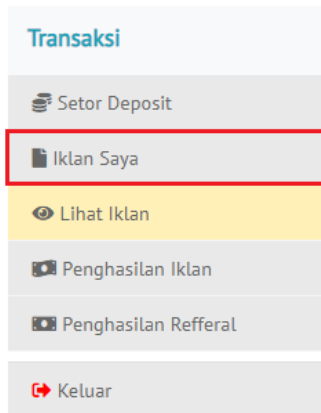 Transaksi
Setor Deposit
Iklan Saya
Lihat Iklan
Penghasilan Iklan
Penghasilan Refferal
Keluar